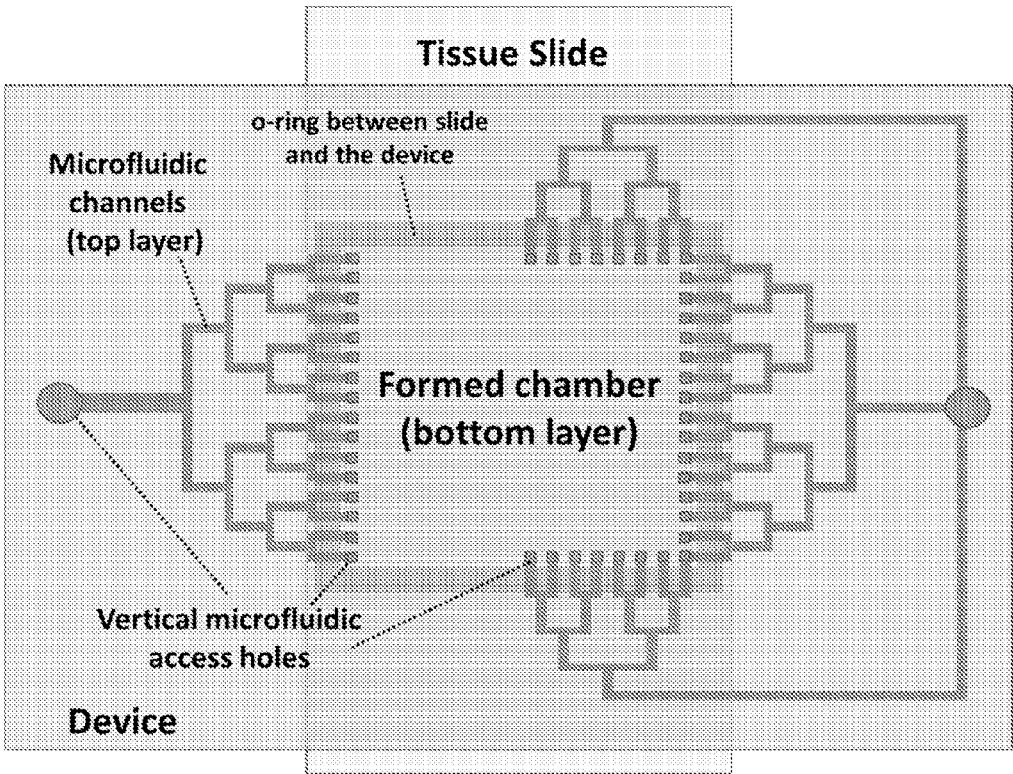 Tissue Slide
o-ring between slide
and the device
Microfluidic
channels
(top layer)
Formed chamber
(bottom layer)
Vertical microfluidic
access holes
Device